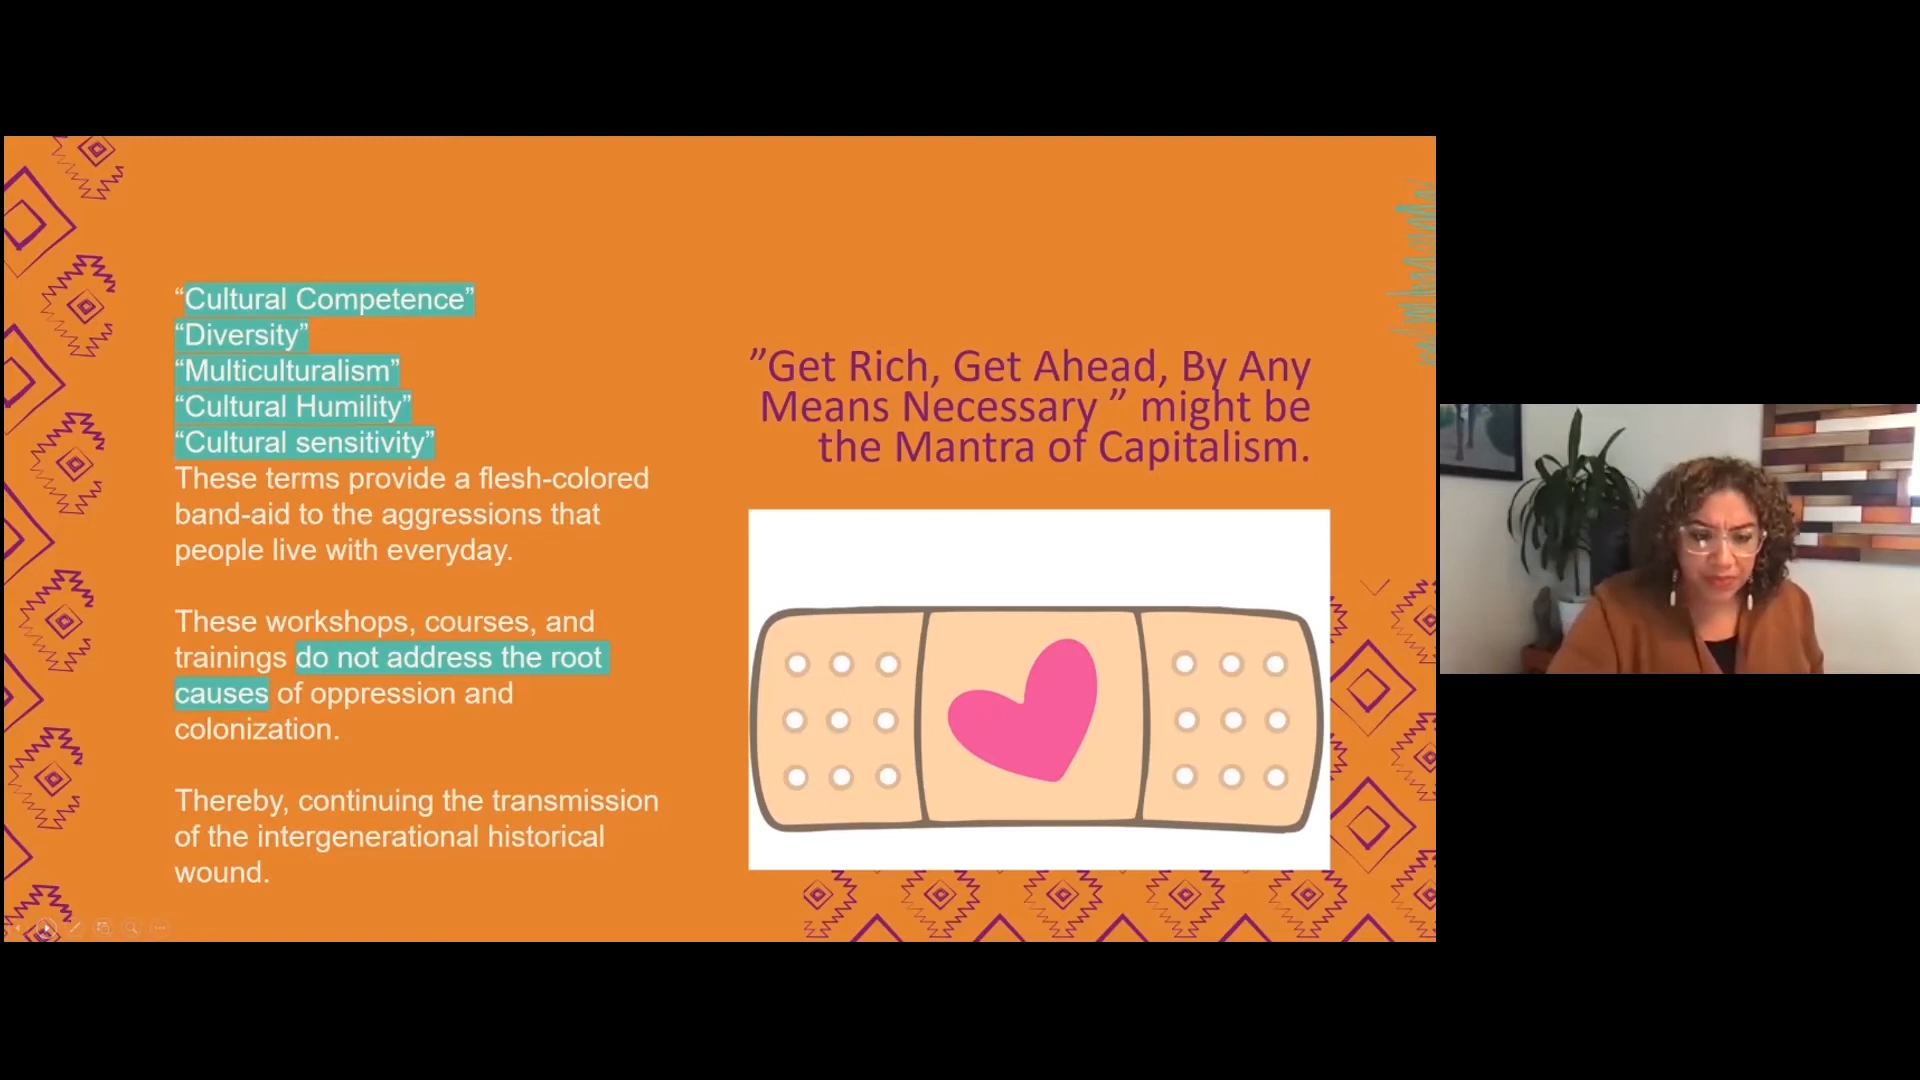 “Cultural Competence”
“Diversity”
“Multiculturalism”
“Cultural Humility”
“Cultural sensitivity”
These terms provide a flesh-colored
band-aid to the aggressions that
people live with everyday.
These workshops, courses, and
trainings do not address the root
causes of oppression and
colonization.
Thereby, continuing the transmission
of the intergenerational historical
wound.
”Get Rich, Get Ahead, By Any
Means Necessary ” might be
the Mantra of Capitalism.